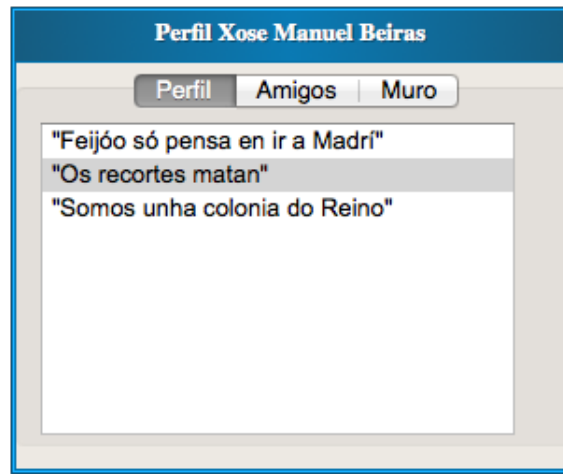 Perfil Xose Manuel Beiras
Perfil Amigos Muro
"Feijóo só pensa en ir a Madrí"
"Os recortes matan"
"Somos unha colonia do Reino"